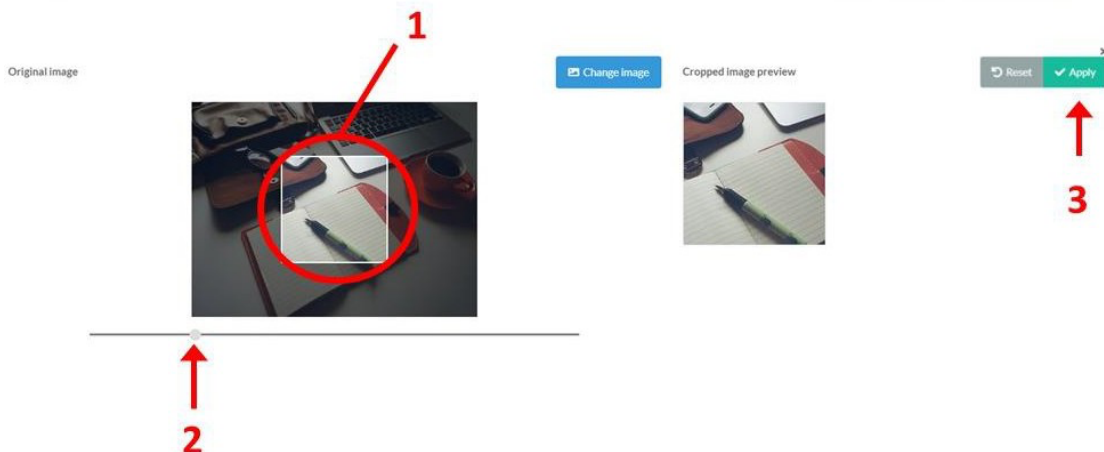 1
Original image
Change image
Cropped image preview
Reset
Apply
3
2